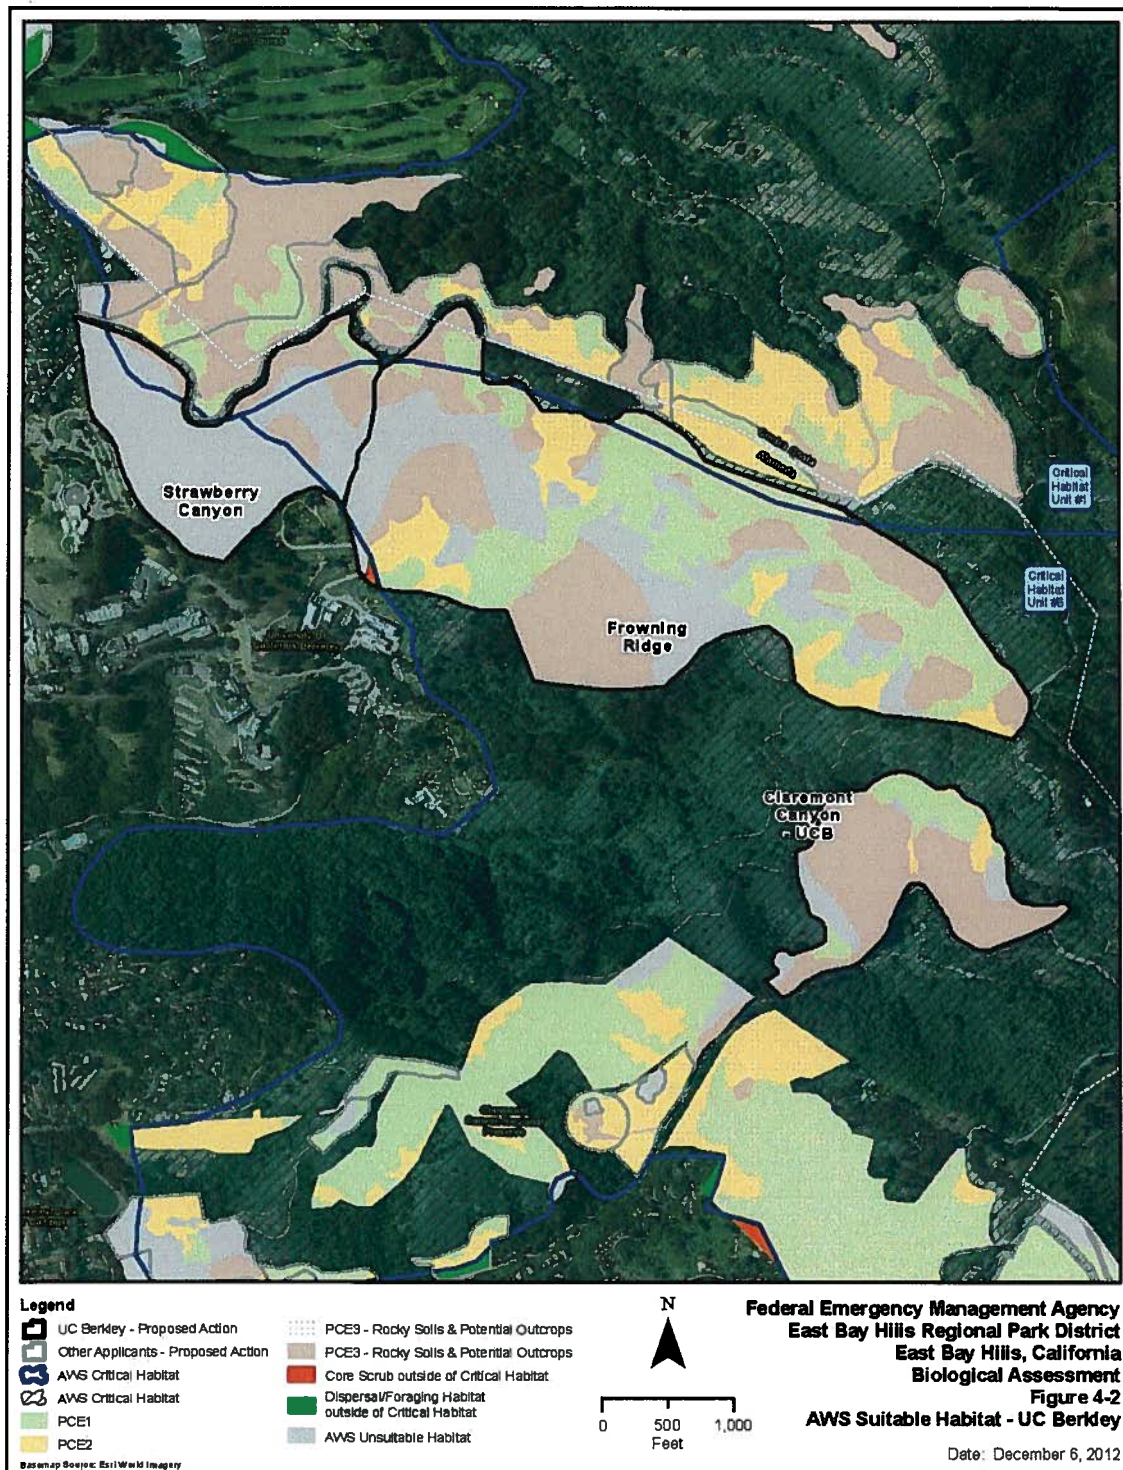 Strawberry
Canyon
Critical
Habitat
Unit #1
Critical
Habitat
Unit #6
Frowning
Ridge
Claremont
Canyon
- UCB
Legend
UC Berkley - Proposed Action
Other Applicants - Proposed Action
AWS Critical Habitat
AWS Critical Habitat
PCE1
PCE2
Basemap Source: Esri World Imagery
PCE3 - Rocky Soils & Potential Outcrops
PCE3 - Rocky Soils & Potential Outcrops
Core Scrub outside of Critical Habitat
Dispersal/Foraging Habitat
outside of Critical Habitat
AWS Unsuitable Habitat
N
0 500 1,000
Feet
Federal Emergency Management Agency
East Bay Hills Regional Park District
East Bay Hills, California
Biological Assessment
Figure 4-2
AWS Suitable Habitat - UC Berkley
Date: December 6, 2012